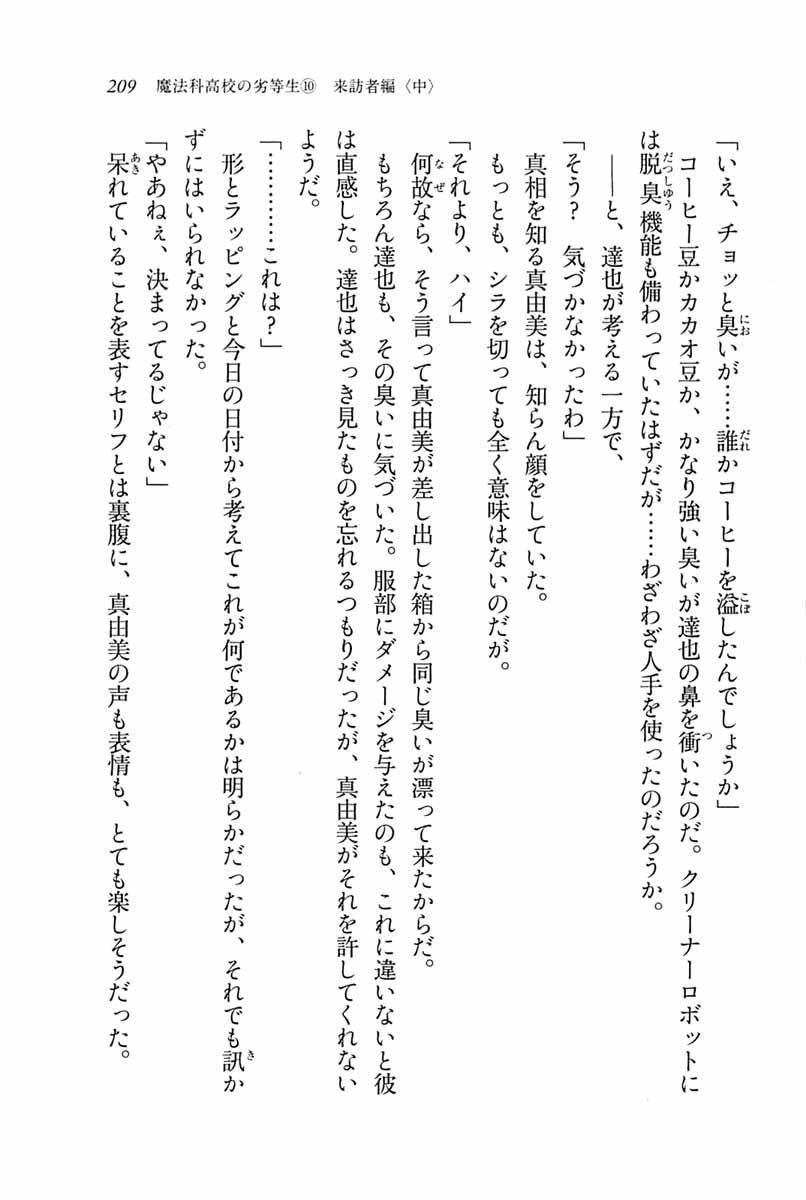 209　魔法科高校の劣等生⑩　来訪者編〈中〉
「いえ、チョッと臭いが……誰かコーヒーを溢したんでしょうか」
コーヒー豆かカカオ豆か、かなり強い臭いが達也の鼻を衝いたのだ。クリーナーロボットに
は脱臭機能も備わっていたはずだが……わざわざ人手を使ったのだろうか。
――と、達也が考える一方で、
「そう？　気づかなかったわ」
真相を知る真由美は、知らん顔をしていた。
もっとも、シラを切っても全く意味はないのだが。
「それより、ハイ」
何故なら、そう言って真由美が差し出した箱から同じ臭いが漂って来たからだ。
もちろん達也も、その臭いに気づいた。服部にダメージを与えたのも、これに違いないと彼
は直感した。達也はさっき見たものを忘れるつもりだったが、真由美がそれを許してくれない
ようだ。
「…………これは？」
形とラッピングと今日の日付から考えてこれが何であるかは明らかだったが、それでも訊か
ずにはいられなかった。
「やあねぇ、決まってるじゃない」
呆れていることを表すセリフとは裏腹に、真由美の声も表情も、とても楽しそうだった。